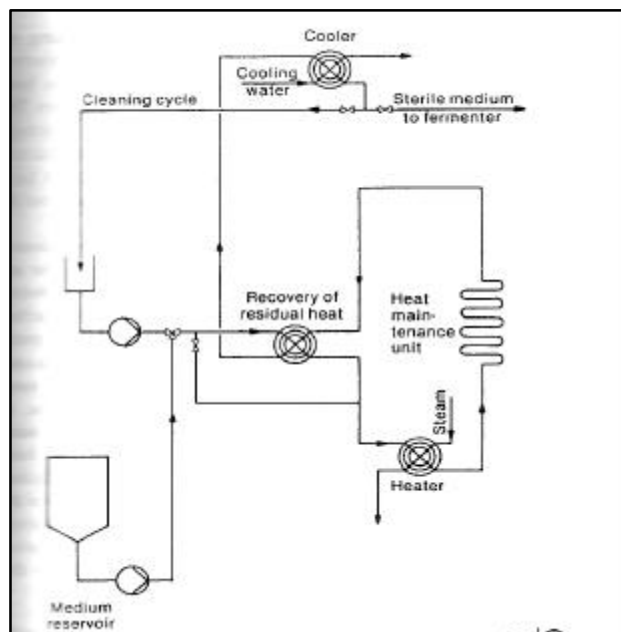 Cooler
Cooling
water
Cleaning cycle
Sterile medium
to fermenter
Recovery of
residual heat
Heat
main-
tenance
unit
Steam
Heater
Medium
reservoir